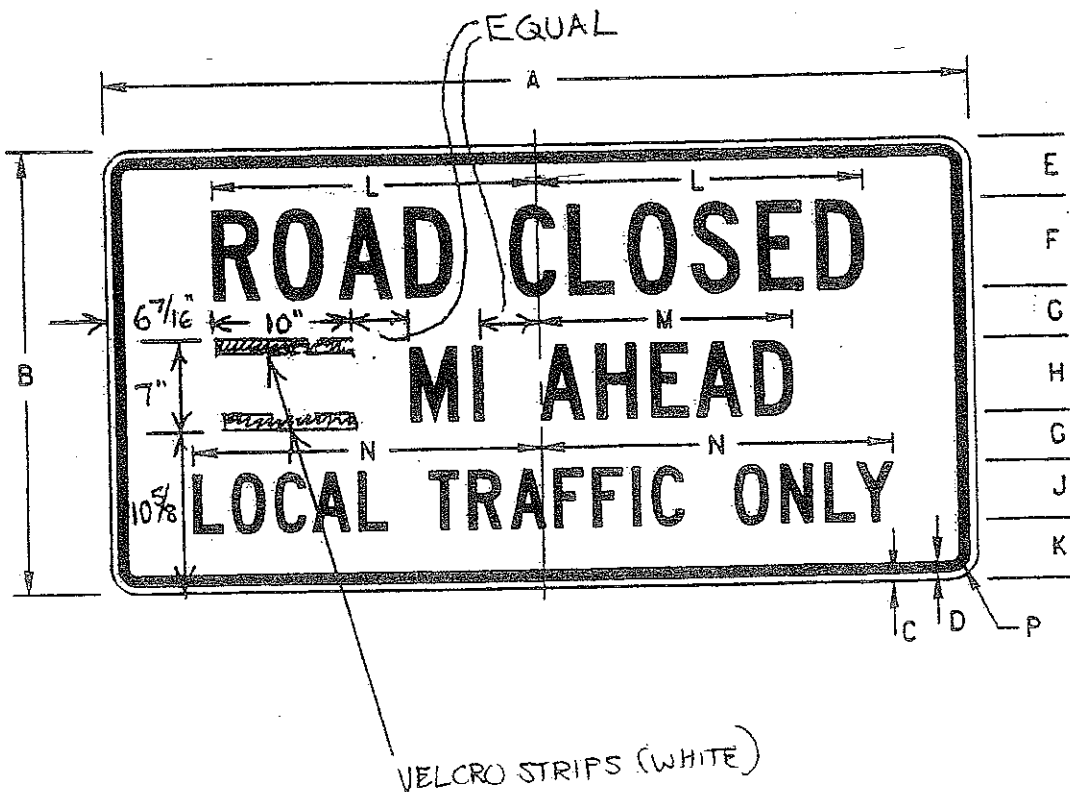 EQUAL
A
E
L L
ROAD CLOSED
F
6 7/16" 10" M G
B
7" MI AHEAD H
G
N N
10 5/8 LOCAL TRAFFIC ONLY J
K
C D P
VELCRO STRIPS (WHITE)